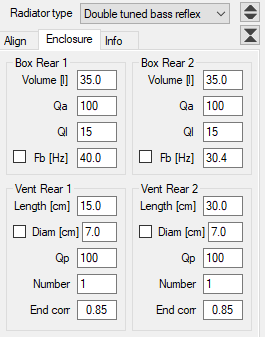 Radiator type Double tuned bass reflex
Align Enclosure Info
Box Rear 1
Volume [l] 35.0
Qa 100
Ql 15
Fb [Hz] 40.0
Box Rear 2
Volume [l] 35.0
Qa 100
Ql 15
Fb [Hz] 30.4
Vent Rear 1
Length [cm] 15.0
Diam [cm] 7.0
Qp 100
Number 1
End corr 0.85
Vent Rear 2
Length [cm] 30.0
Diam [cm] 7.0
Qp 100
Number 1
End corr 0.85